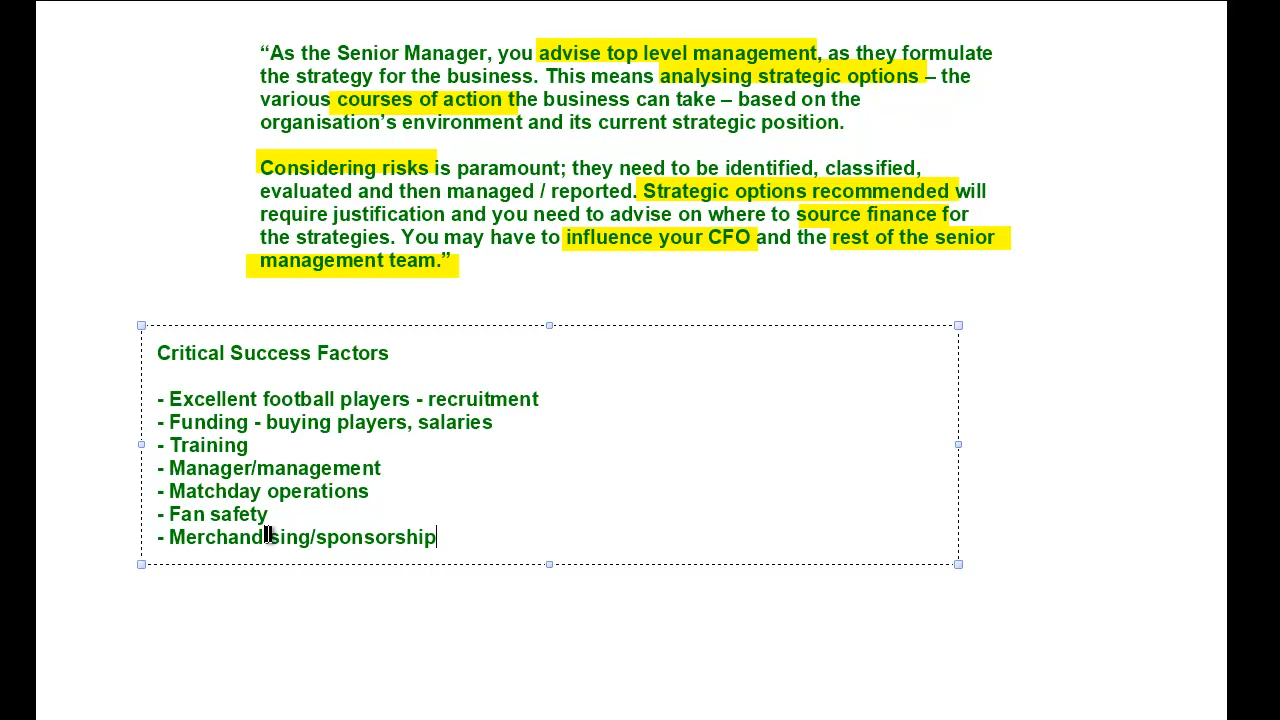 “As the Senior Manager, you advise top level management, as they formulate
the strategy for the business. This means analysing strategic options – the
various courses of action the business can take – based on the
organisation’s environment and its current strategic position.
Considering risks is paramount; they need to be identified, classified,
evaluated and then managed / reported. Strategic options recommended will
require justification and you need to advise on where to source finance for
the strategies. You may have to influence your CFO and the rest of the senior
management team.”
Critical Success Factors
- Excellent football players - recruitment
- Funding - buying players, salaries
- Training
- Manager/management
- Matchday operations
- Fan safety
- Merchandising/sponsorship